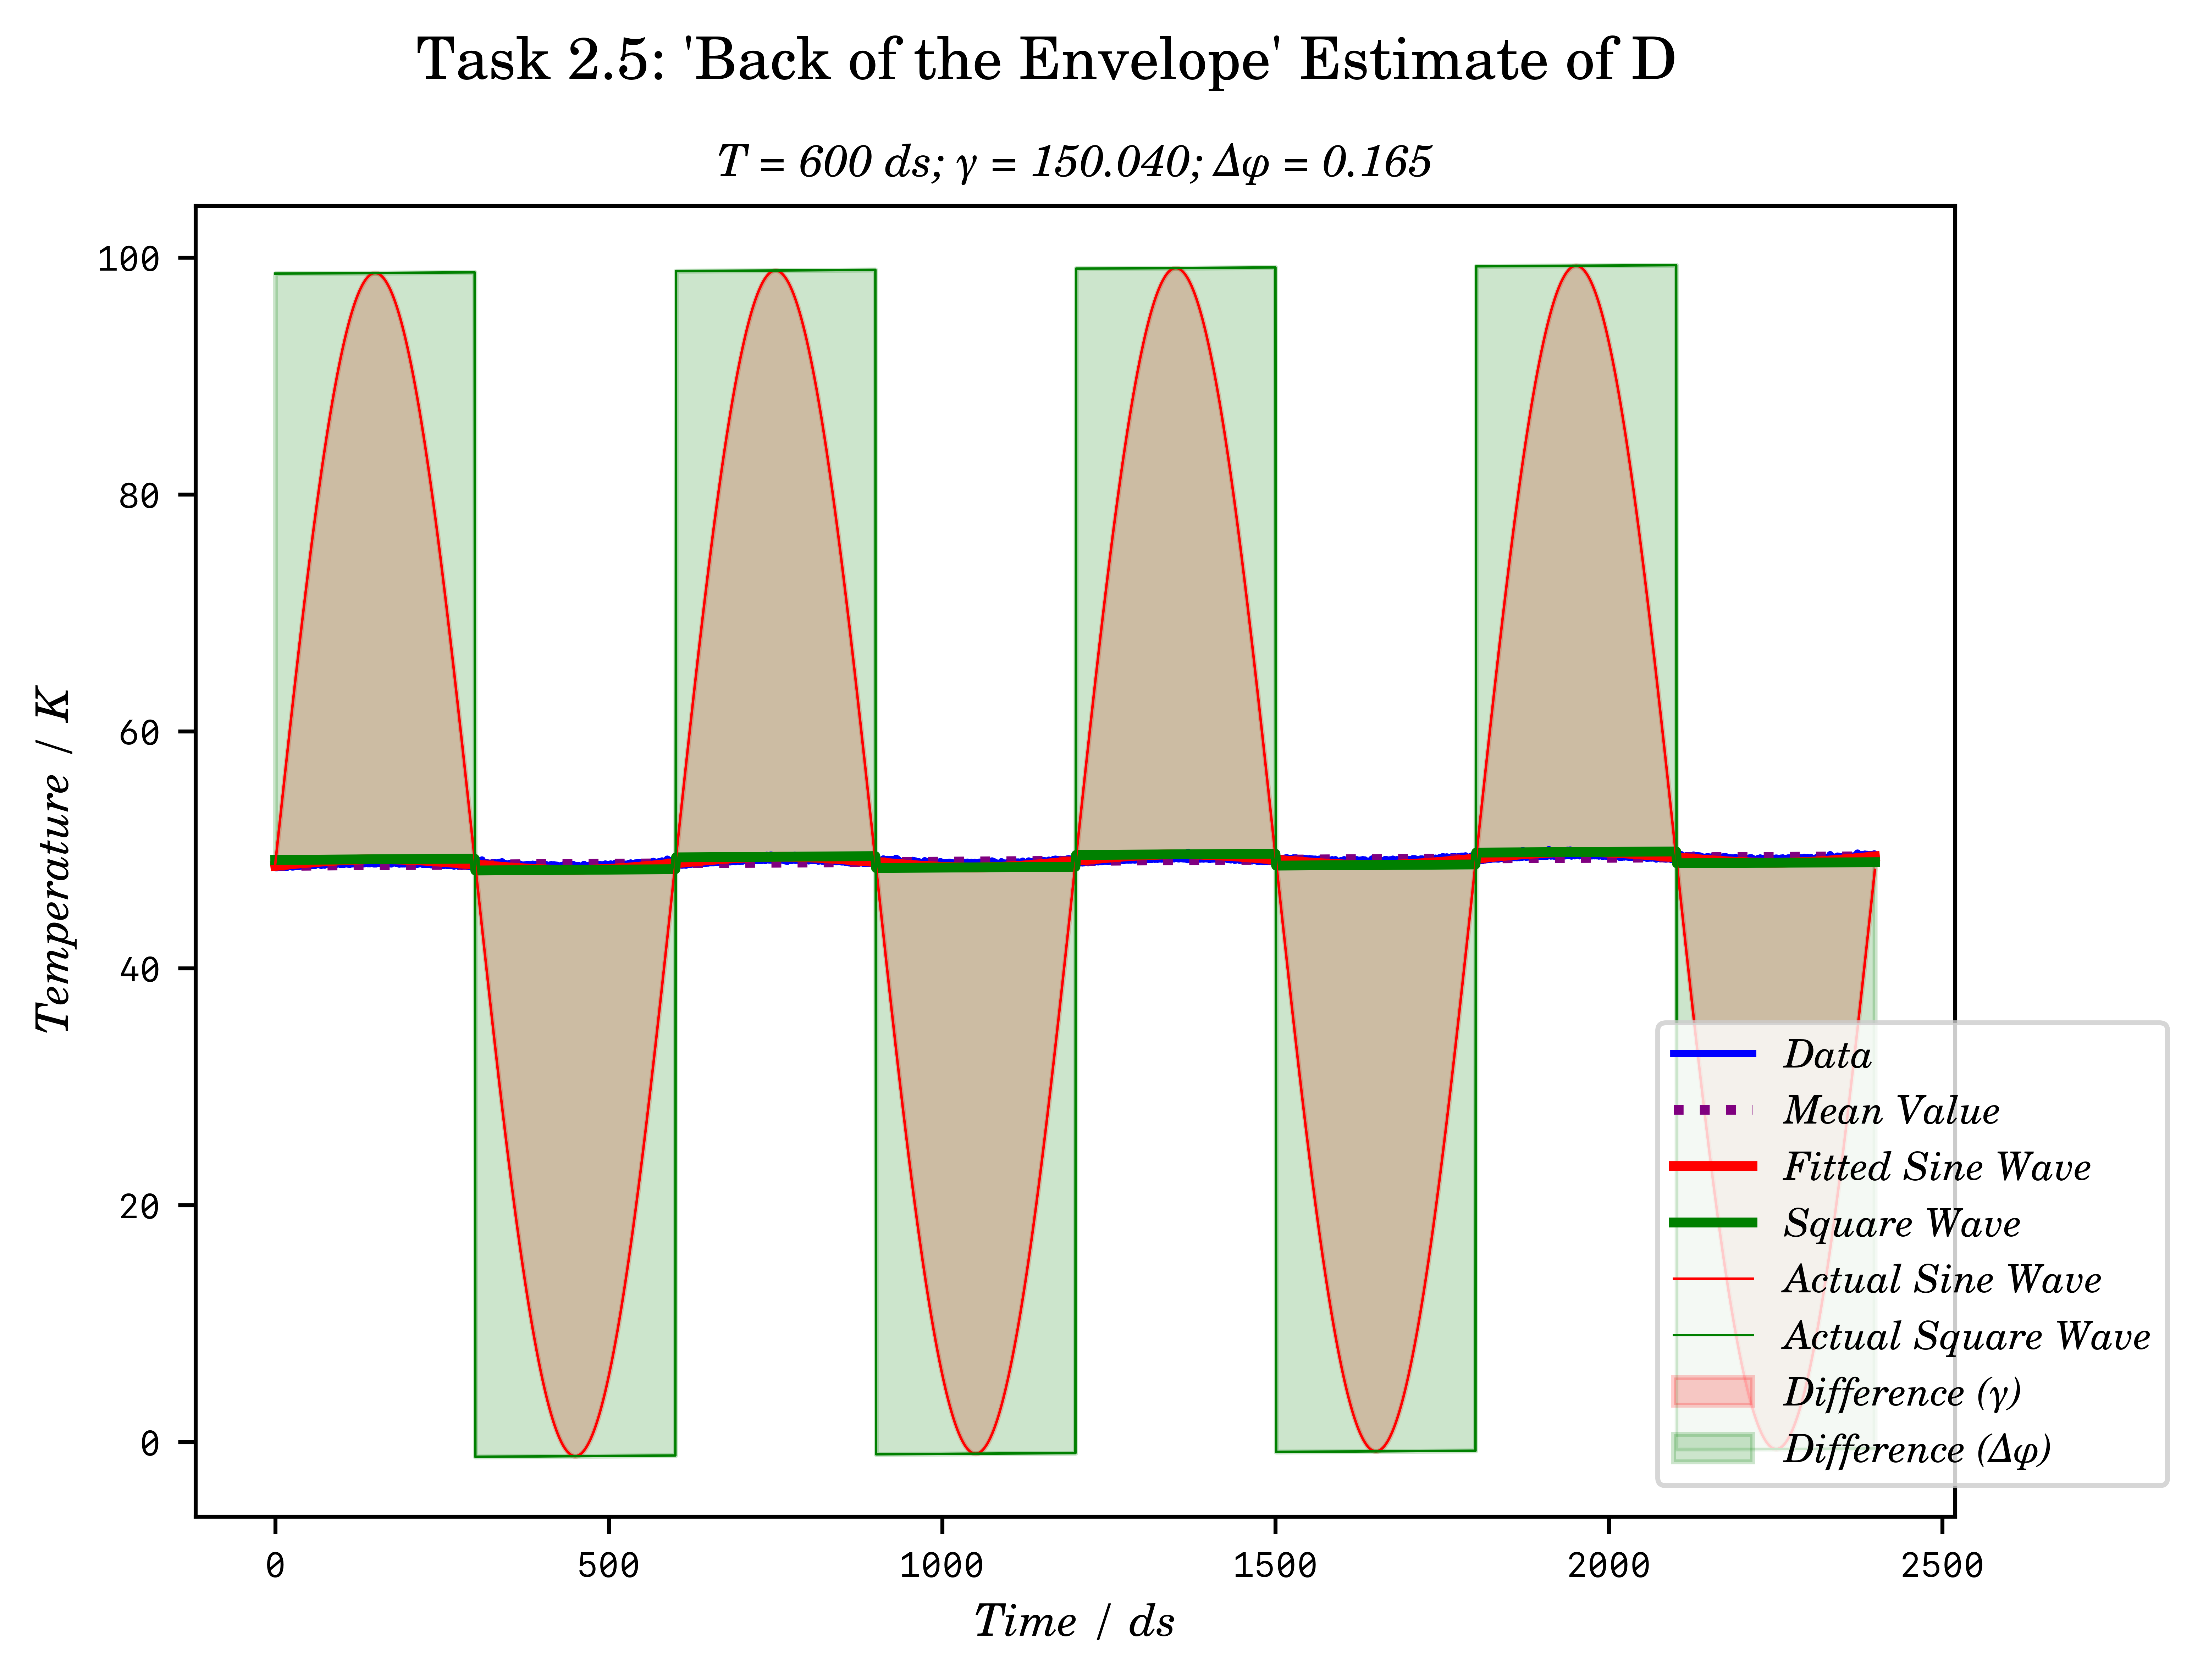 Task 2.5: 'Back of the Envelope' Estimate of D
T = 600 ds; γ = 150.040; Δφ = 0.165
100
80
60
40
20
0
Temperature / K
0 500 1000 1500 2000 2500
Time / ds
Data
Mean Value
Fitted Sine Wave
Square Wave
Actual Sine Wave
Actual Square Wave
Difference (γ)
Difference (Δφ)